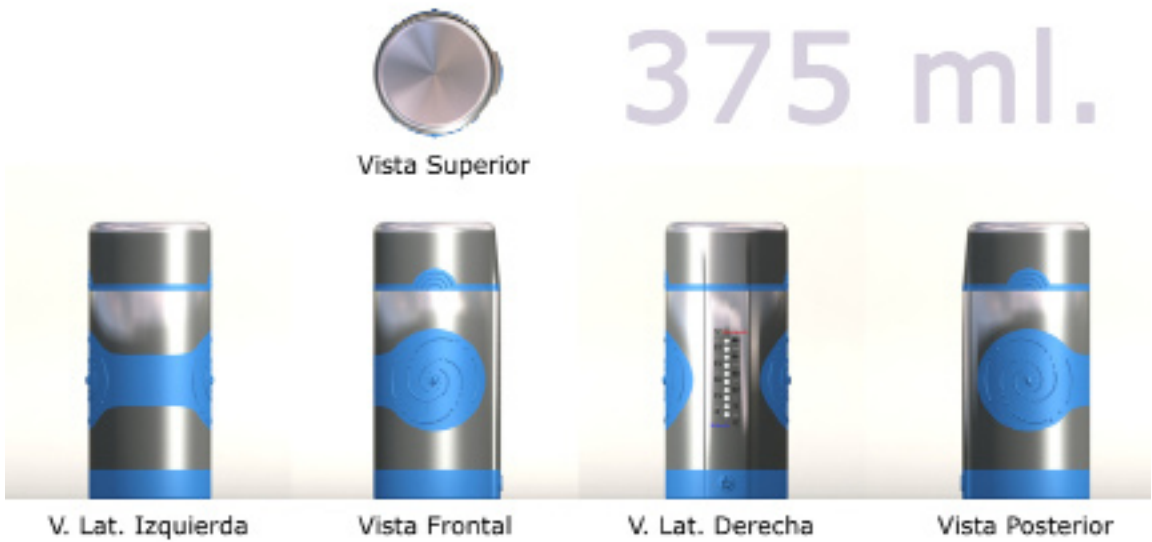 375 ml.
Vista Superior
V. Lat. Izquierda
Vista Frontal
V. Lat. Derecha
Vista Posterior